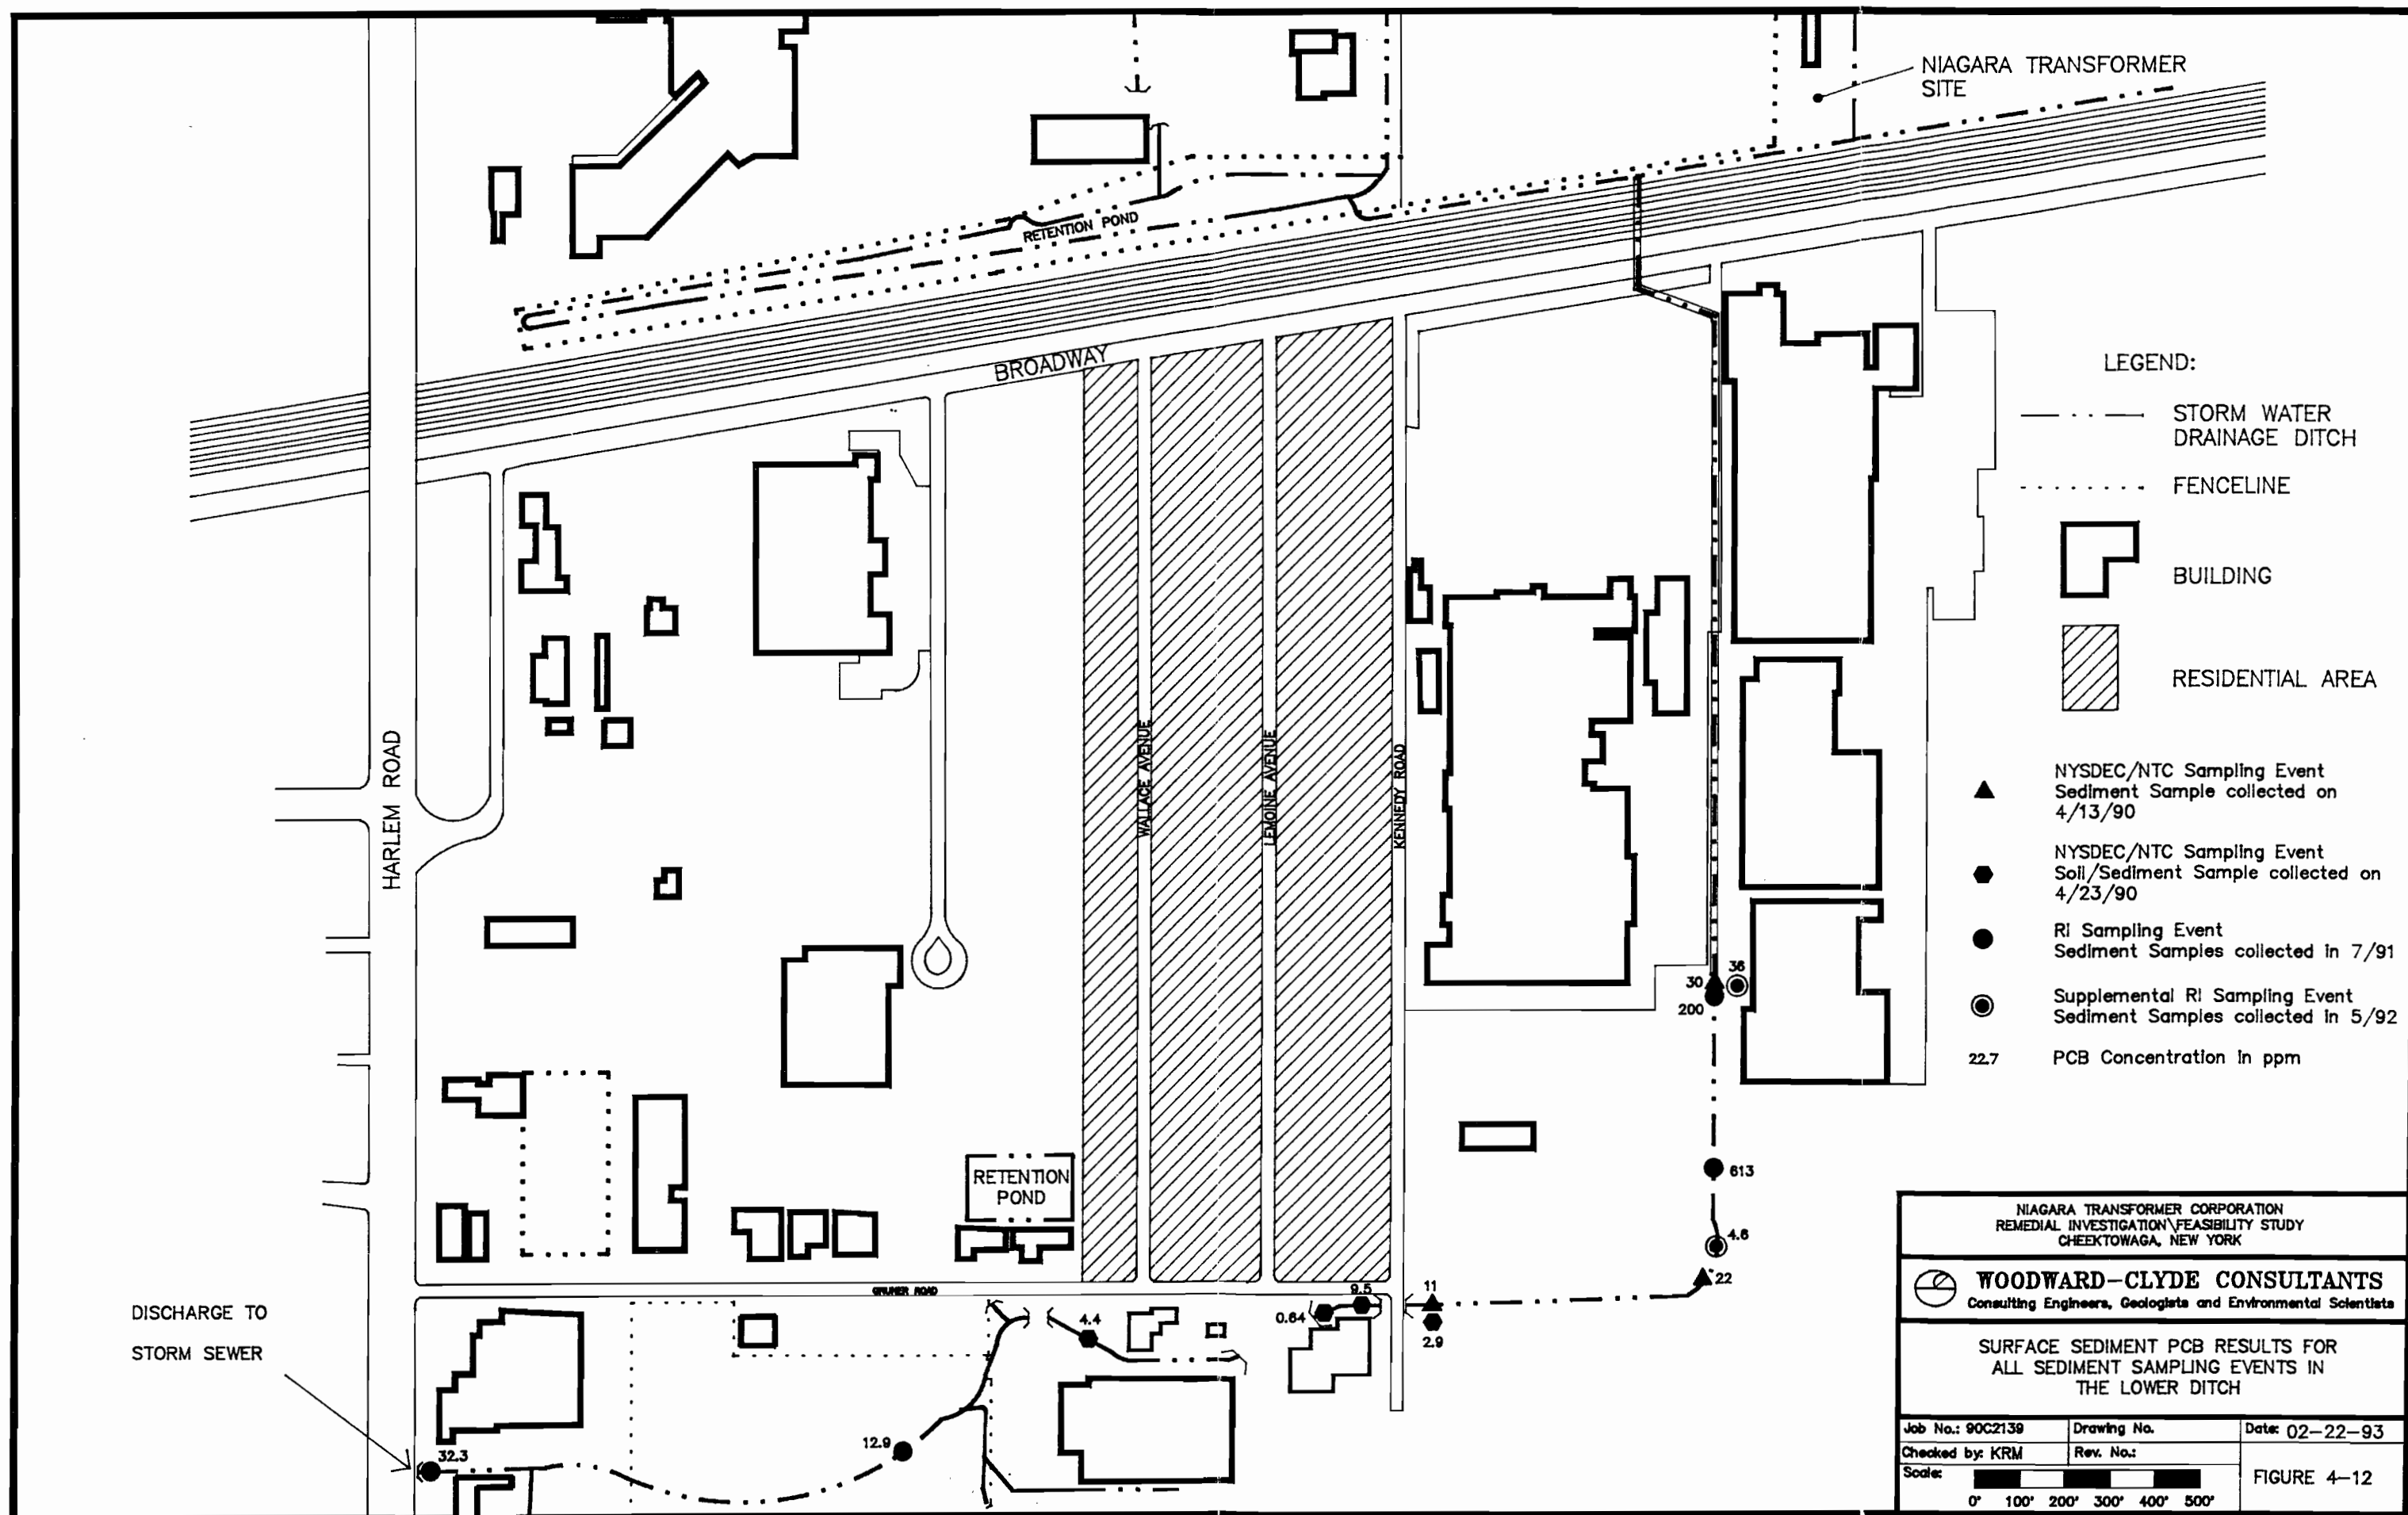 NIAGARA TRANSFORMER
SITE
RETENTION POND
BROADWAY
LEGEND:
STORM WATER
DRAINAGE DITCH
FENCELINE
BUILDING
RESIDENTIAL AREA
NYSDEC/NTC Sampling Event
Sediment Sample collected on
4/13/90
NYSDEC/NTC Sampling Event
Soil/Sediment Sample collected on
4/23/90
RI Sampling Event
Sediment Samples collected in 7/91
Supplemental RI Sampling Event
Sediment Samples collected in 5/92
22.7 PCB Concentration in ppm
HARLEM ROAD
WALLACE AVENUE
LEMOINE AVENUE
KENNEDY ROAD
36
30
200
613
4.6
22
RETENTION
POND
GRUNER ROAD
9.5
11
0.64
4.4
2.9
DISCHARGE TO
STORM SEWER
12.9
32.3
NIAGARA TRANSFORMER CORPORATION
REMEDIAL INVESTIGATION\FEASIBILITY STUDY
CHEEKTOWAGA, NEW YORK
WOODWARD-CLYDE CONSULTANTS
Consulting Engineers, Geologists and Environmental Scientists
SURFACE SEDIMENT PCB RESULTS FOR
ALL SEDIMENT SAMPLING EVENTS IN
THE LOWER DITCH
Job No.: 90C2139 Drawing No. Date: 02-22-93
Checked by: KRM Rev. No.:
Scale:
0' 100' 200' 300' 400' 500'
FIGURE 4-12